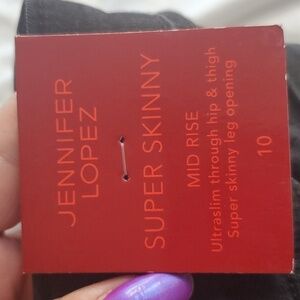 JENNIFER
LOPEZ
SUPER SKINNY
MID RISE
Ultraslim through hip & thigh
Super skinny leg opening
10